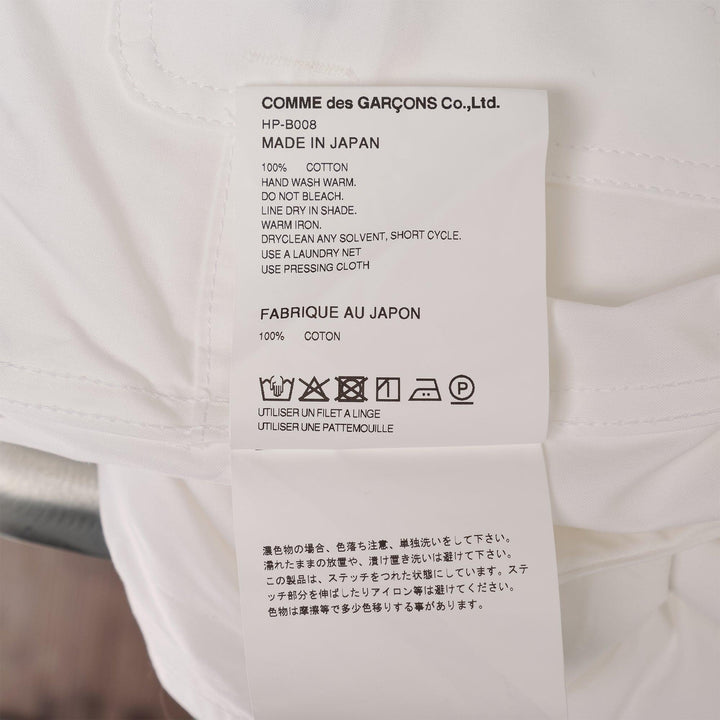 COMME des GARÇONS Co.,Ltd.
HP-B008
MADE IN JAPAN
100% COTTON
HAND WASH WARM.
DO NOT BLEACH.
LINE DRY IN SHADE.
WARM IRON.
DRYCLEAN ANY SOLVENT, SHORT CYCLE.
USE A LAUNDRY NET
USE PRESSING CLOTH
FABRIQUE AU JAPON
100% COTON
P
UTILISER UN FILET A LINGE
UTILISER UNE PATTEMOUILLE
濃色物の場合、色落ち注意、単独洗いをして下さい。
濡れたままの放置や、漬け置き洗いは避けて下さい。
この製品は、ステッチをつれた状態にしています。ステ
ッチ部分を伸ばしたりアイロン等は避けてください。
色物は摩擦等で多少色移りする事があります。